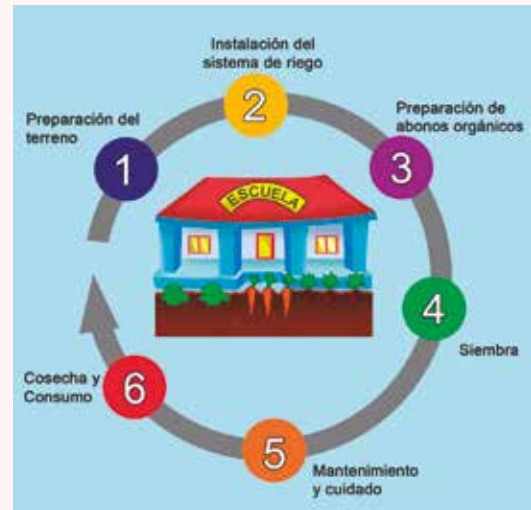 Instalación del
sistema de riego
2
Preparación del
terreno
1
Preparación de
abonos orgánicos
3
ESCUELA
4
Siembra
Cosecha y
Consumo
6
5
Mantenimiento
y cuidado